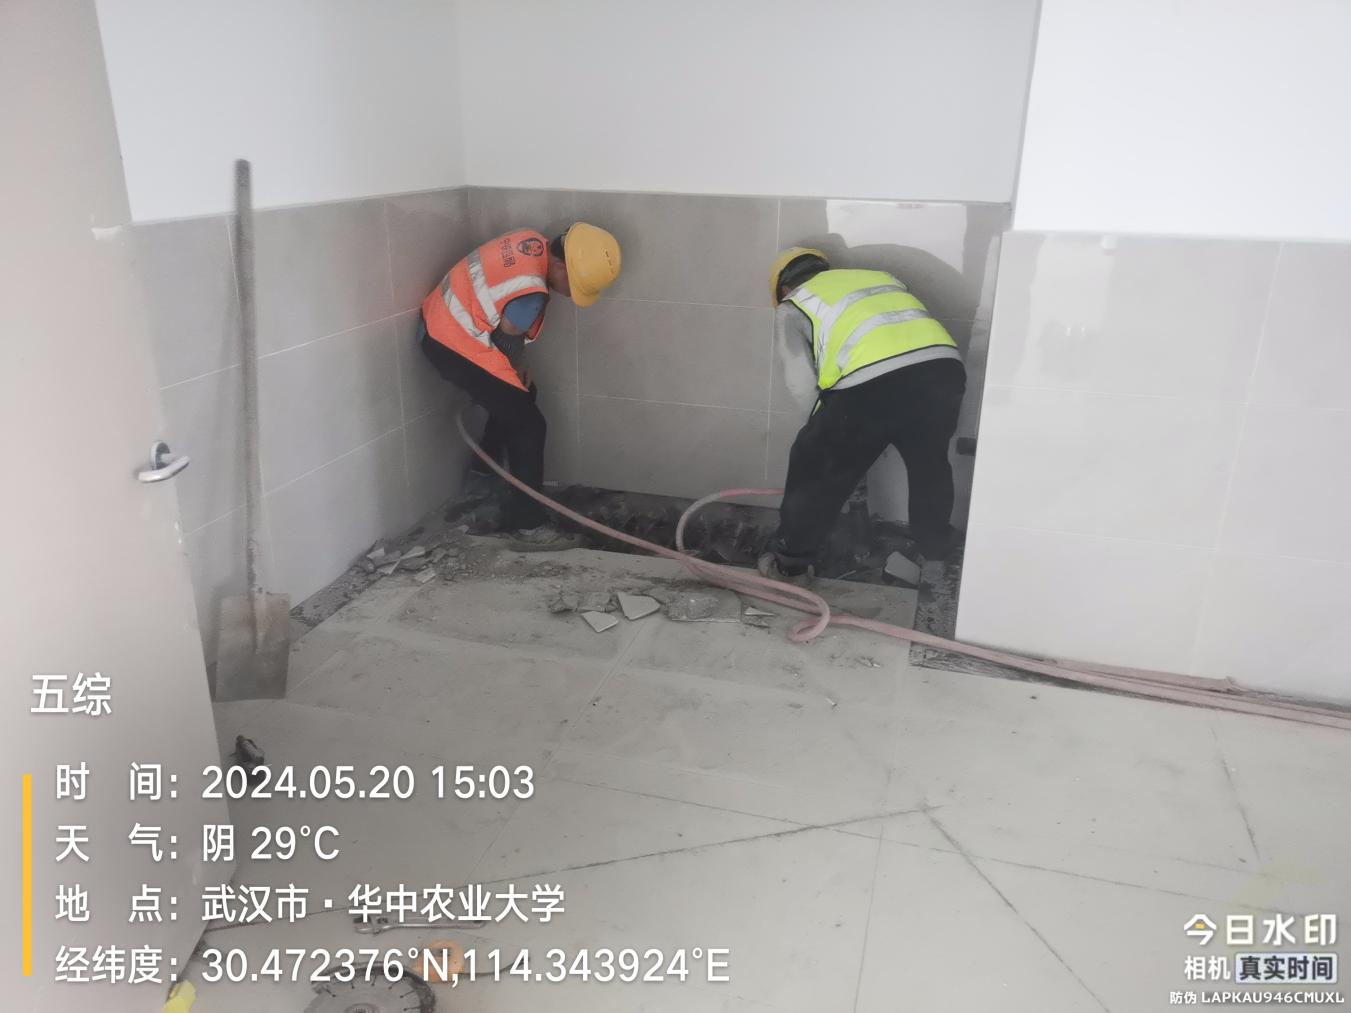 五综
时 间：2024.05.20 15:03
天 气：阴 29°C
地 点：武汉市·华中农业大学
经纬度：30.472376°N,114.343924°E
今日水印
相机 真实时间
防伪 LAPKAU946CMUXL